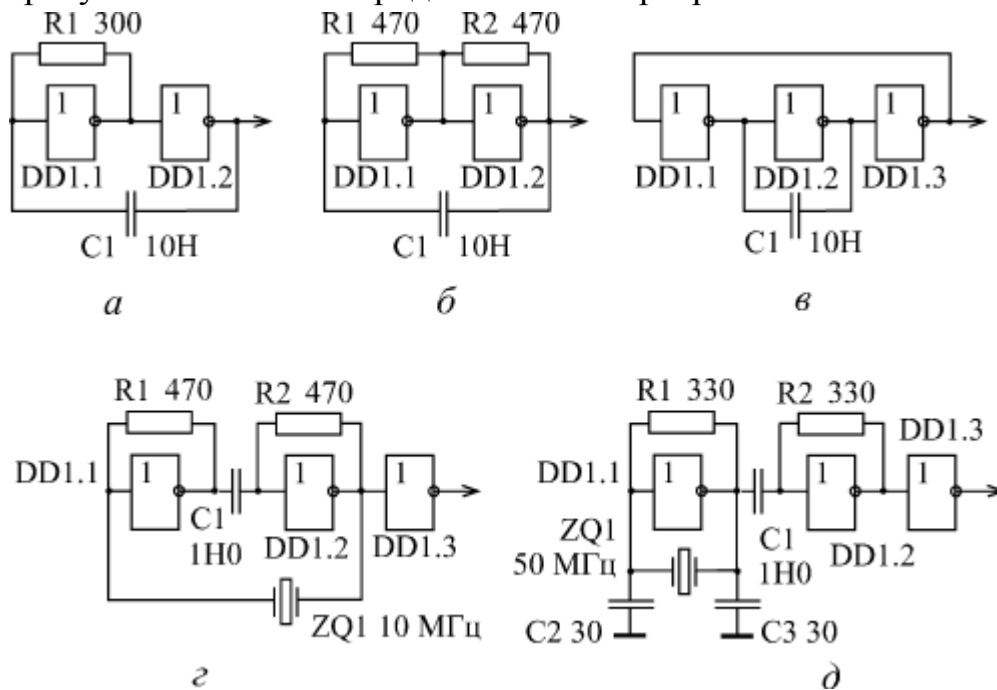 R1 300
R1 470 R2 470
1 1
1 1
1 1 1
DD1.1 DD1.2
DD1.1 DD1.2
DD1.1 DD1.2 DD1.3
C1 10Н
C1 10Н
C1 10Н
а б в
R1 470 R2 470
R1 330 R2 330
DD1.3
DD1.1
1 1 1
DD1.1
1 1 1
C1
1Н0
DD1.2 DD1.3
ZQ1
50 МГц
C1
1Н0
DD1.2
ZQ1 10 МГц
C2 30 C3 30
г д